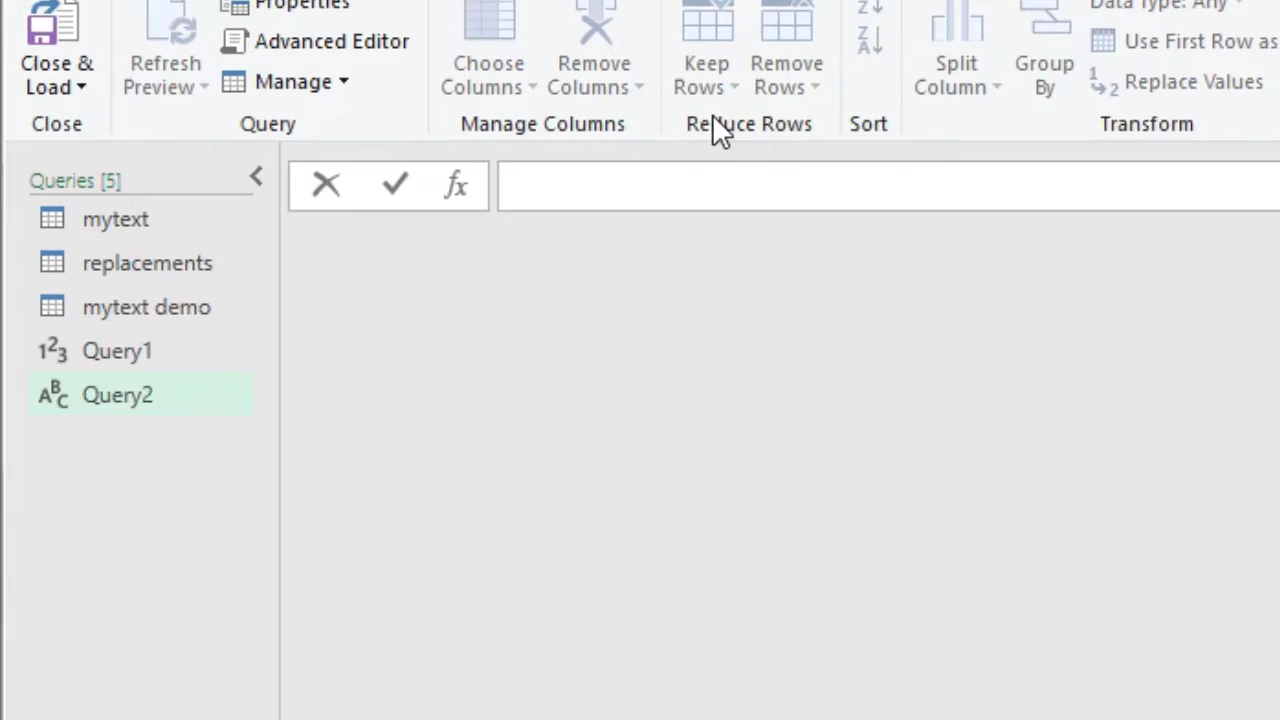 Properties
Data Type: Any
Advanced Editor
Use First Row as
Close & Load
Refresh Preview
Manage
Choose Columns
Remove Columns
Keep Rows
Remove Rows
Split Column
Group By
Replace Values
Close
Query
Manage Columns
Reduce Rows
Sort
Transform
Queries [5]
fx
mytext
replacements
mytext demo
123 Query1
ABC Query2